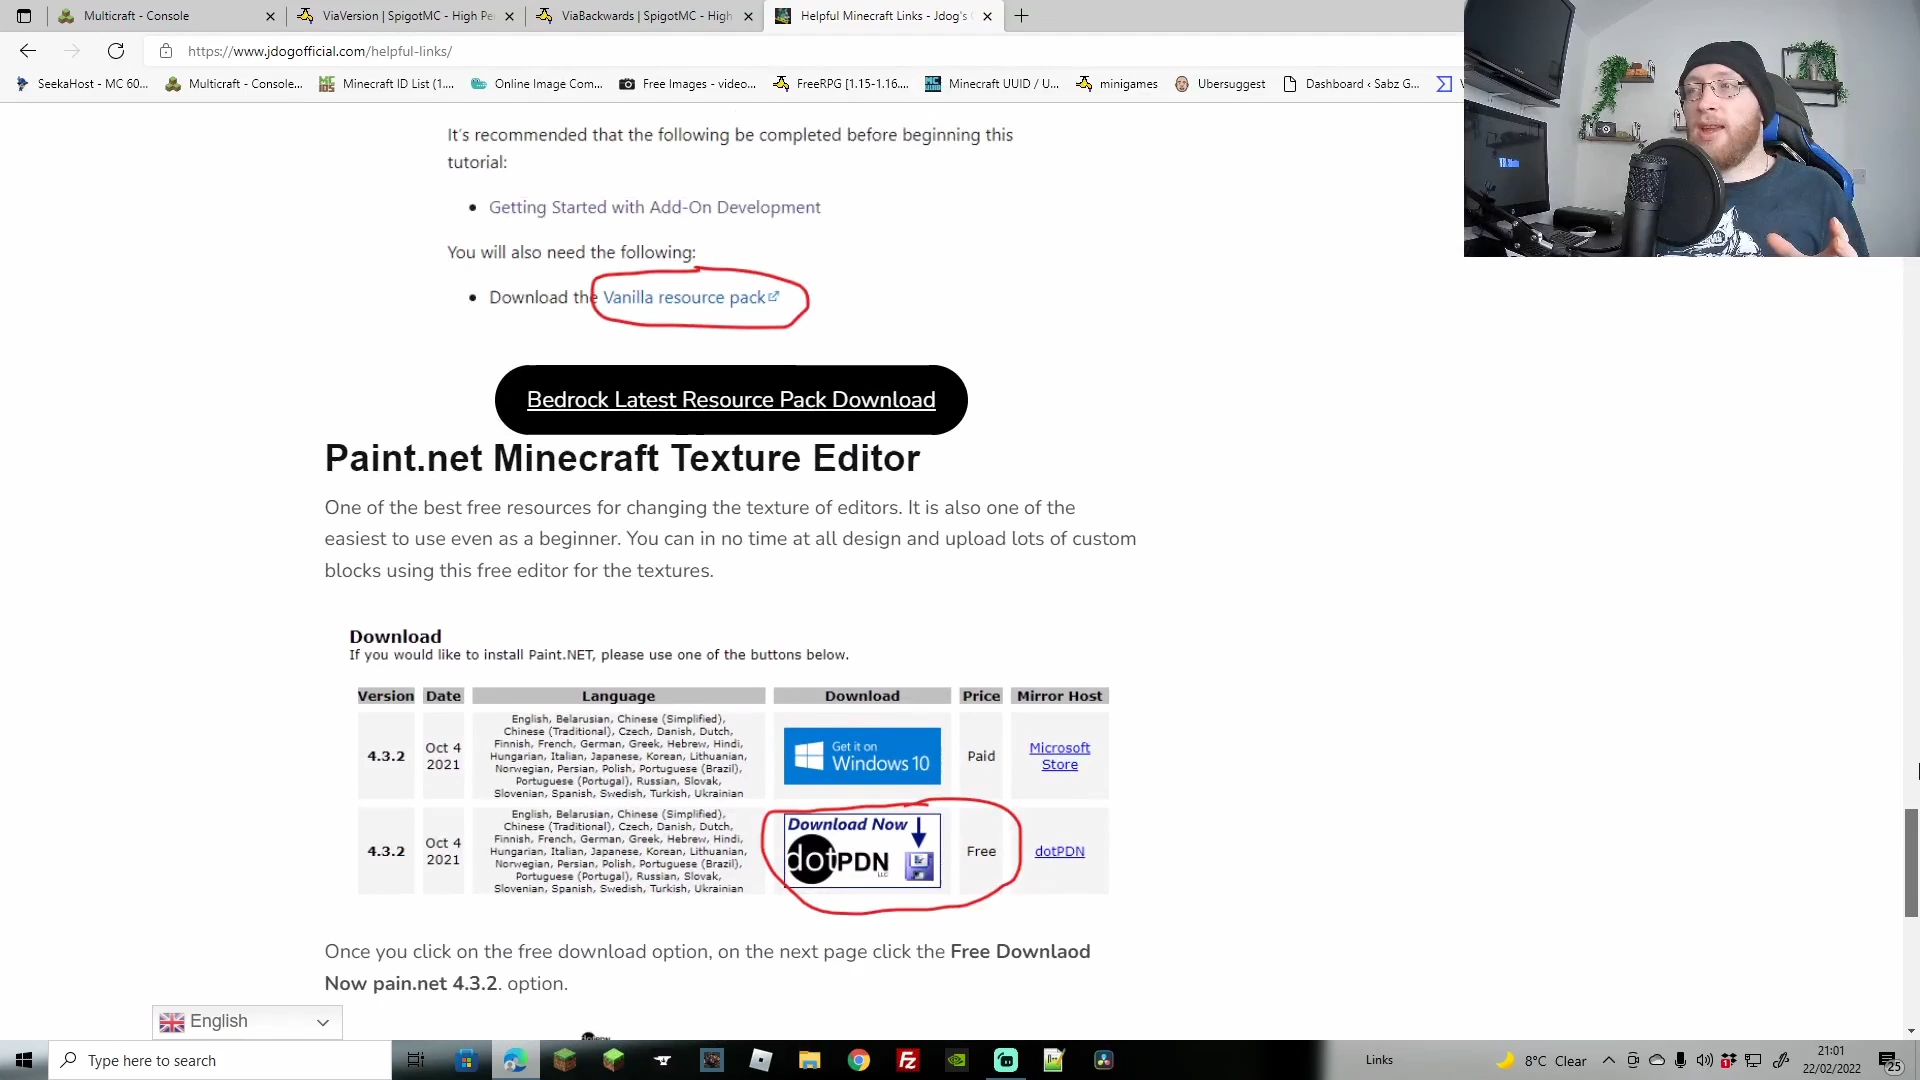 Multicraft - Console
ViaVersion | SpigotMC - High Pe
ViaBackwards | SpigotMC - High
Helpful Minecraft Links - Jdog's
https://www.jdogofficial.com/helpful-links/
SeekaHost - MC 60...
Multicraft - Console...
Minecraft ID List (1....
Online Image Com...
Free Images - video...
FreeRPG [1.15-1.16....
Minecraft UUID / U...
minigames
Ubersuggest
Dashboard ‹ Sabz G...
It's recommended that the following be completed before beginning this
tutorial:
Getting Started with Add-On Development
You will also need the following:
Download the Vanilla resource pack
Bedrock Latest Resource Pack Download
Paint.net Minecraft Texture Editor
One of the best free resources for changing the texture of editors. It is also one of the
easiest to use even as a beginner. You can in no time at all design and upload lots of custom
blocks using this free editor for the textures.
Download
If you would like to install Paint.NET, please use one of the buttons below.
Version Date Language Download Price Mirror Host
English, Belarusian, Chinese (Simplified),
Chinese (Traditional), Czech, Danish, Dutch,
Finnish, French, German, Greek, Hebrew, Hindi,
Hungarian, Italian, Japanese, Korean, Lithuanian,
Norwegian, Persian, Polish, Portuguese (Brazil),
Portuguese (Portugal), Russian, Slovak,
Slovenian, Spanish, Swedish, Turkish, Ukrainian
4.3.2
Oct 4
2021
Get it on
Windows 10
Paid
Microsoft
Store
English, Belarusian, Chinese (Simplified),
Chinese (Traditional), Czech, Danish, Dutch,
Finnish, French, German, Greek, Hebrew, Hindi,
Hungarian, Italian, Japanese, Korean, Lithuanian,
Norwegian, Persian, Polish, Portuguese (Brazil),
Portuguese (Portugal), Russian, Slovak,
Slovenian, Spanish, Swedish, Turkish, Ukrainian
4.3.2
Oct 4
2021
Download Now
dotPDN
LLC
Free
dotPDN
Once you click on the free download option, on the next page click the Free Downlaod
Now pain.net 4.3.2. option.
English
Type here to search
Links
8°C Clear
21:01
22/02/2022
25